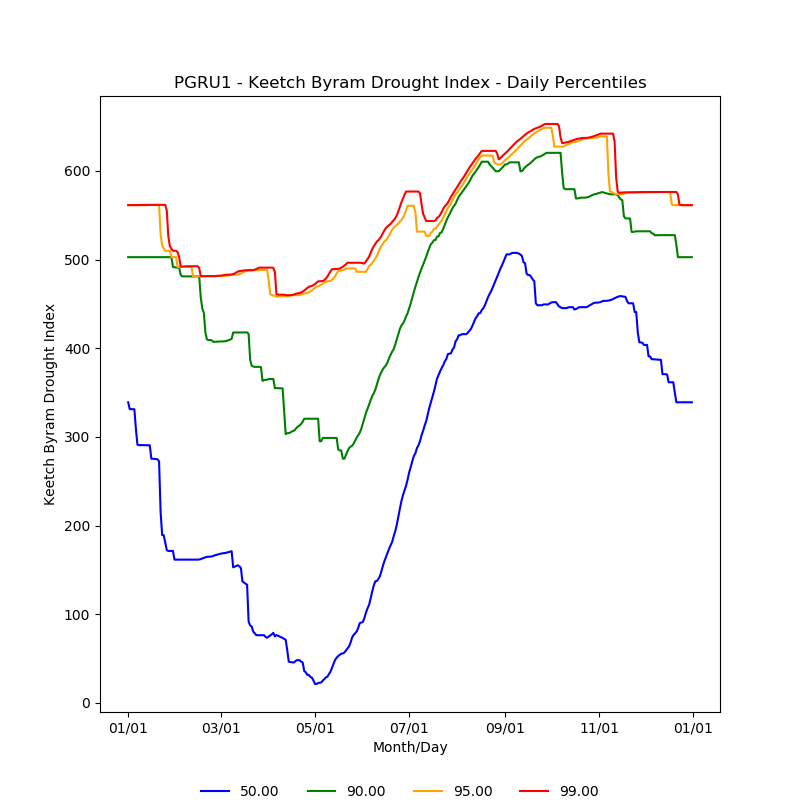 PGRU1 - Keetch Byram Drought Index - Daily Percentiles
Keetch Byram Drought Index
600
500
400
300
200
100
0
01/01 03/01 05/01 07/01 09/01 11/01 01/01
Month/Day
50.00 90.00 95.00 99.00